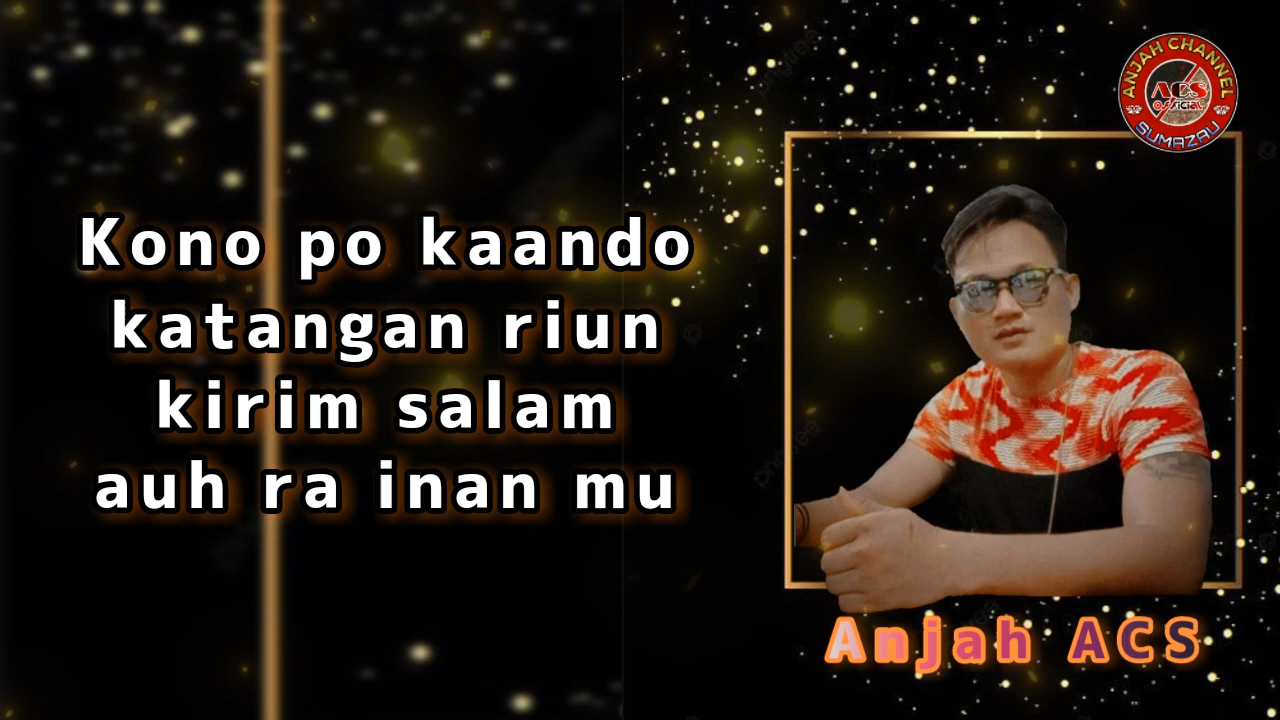 ANJAH CHANNEL
ACS
OFFICIAL
SUMAZAU
Kono po kaando
katangan riun
kirim salam
auh ra inan mu
Anjah ACS